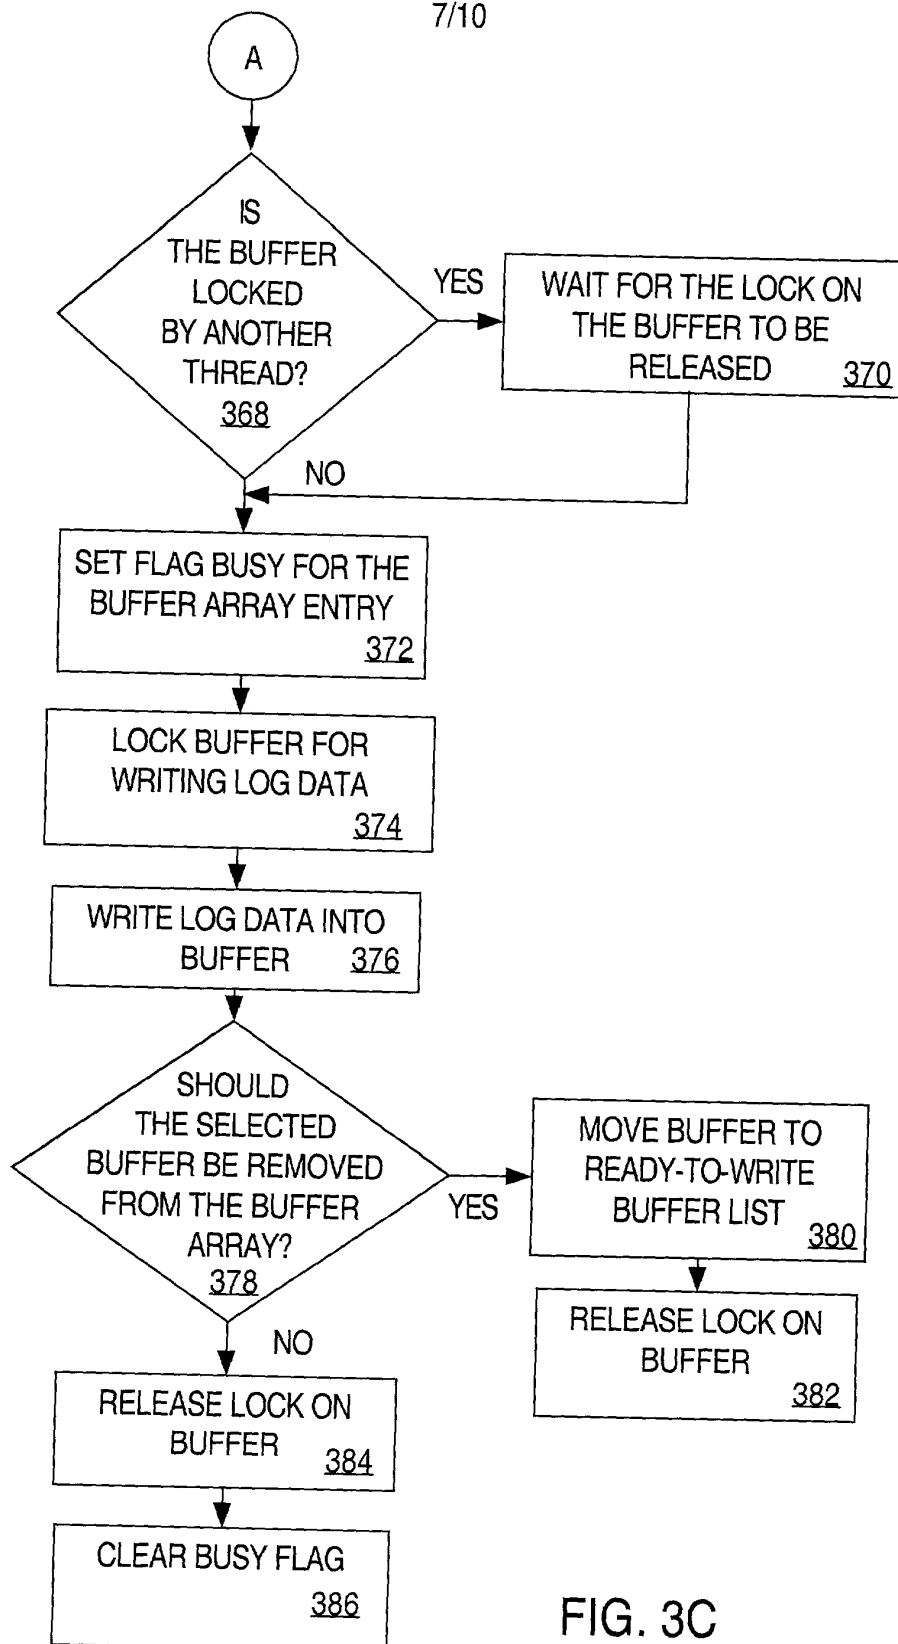 7/10
A
IS
THE BUFFER
LOCKED
BY ANOTHER
THREAD?
368
YES
WAIT FOR THE LOCK ON
THE BUFFER TO BE
RELEASED 370
NO
SET FLAG BUSY FOR THE
BUFFER ARRAY ENTRY
372
LOCK BUFFER FOR
WRITING LOG DATA
374
WRITE LOG DATA INTO
BUFFER 376
SHOULD
THE SELECTED
BUFFER BE REMOVED
FROM THE BUFFER
ARRAY?
378
YES
MOVE BUFFER TO
READY-TO-WRITE
BUFFER LIST
380
RELEASE LOCK ON
BUFFER
382
NO
RELEASE LOCK ON
BUFFER
384
CLEAR BUSY FLAG
386
FIG. 3C